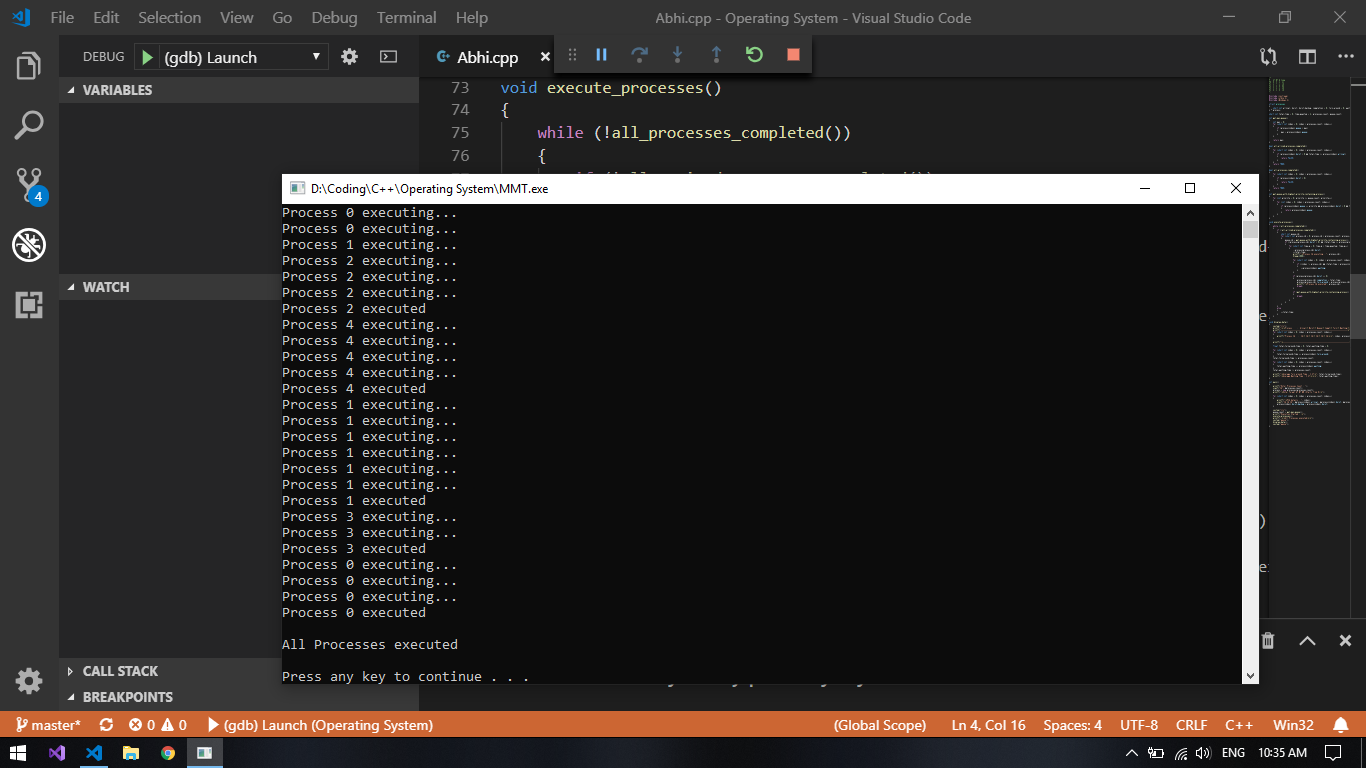 File Edit Selection View Go Debug Terminal Help
Abhi.cpp - Operating System - Visual Studio Code
DEBUG (gdb) Launch
Abhi.cpp
VARIABLES
73 void execute_processes()
74 {
75 while (!all_processes_completed())
76 {
4
D:\Coding\C++\Operating System\MMT.exe
Process 0 executing...
Process 0 executing...
Process 1 executing...
Process 2 executing...
Process 2 executing...
Process 2 executing...
Process 2 executed
Process 4 executing...
Process 4 executing...
Process 4 executing...
Process 4 executing...
Process 4 executed
Process 1 executing...
Process 1 executing...
Process 1 executing...
Process 1 executing...
Process 1 executing...
Process 1 executing...
Process 1 executed
Process 3 executing...
Process 3 executing...
Process 3 executed
Process 0 executing...
Process 0 executing...
Process 0 executing...
Process 0 executed
All Processes executed
Press any key to continue . . .
WATCH
CALL STACK
BREAKPOINTS
master* 0 0 (gdb) Launch (Operating System) (Global Scope) Ln 4, Col 16 Spaces: 4 UTF-8 CRLF C++ Win32
ENG 10:35 AM